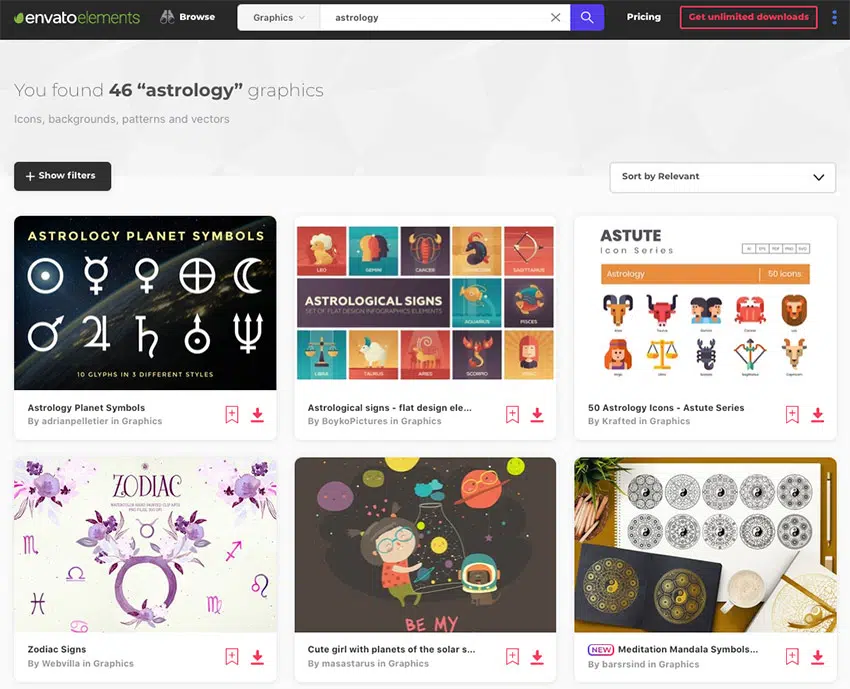 envatoelements
Browse
Graphics
astrology
Pricing
Get unlimited downloads
You found 46 “astrology” graphics
Icons, backgrounds, patterns and vectors
+ Show filters
Sort by Relevant
ASTROLOGY PLANET SYMBOLS
10 GLYPHS IN 3 DIFFERENT STYLES
Astrology Planet Symbols
By adrianpelletier in Graphics
LEO GEMINI CANCER SAGITTARIUS
ASTROLOGICAL SIGNS
SET OF FLAT DESIGN INFOGRAPHICS ELEMENTS
AQUARIUS PISCES
LIBRA TAURUS ARIES SCORPIO
Astrological signs - flat design ele...
By BoykoPictures in Graphics
ASTUTE
Icon Series
Astrology 50 Icons
Astrology Icons
50 Astrology Icons - Astute Series
By Krafted in Graphics
ZODIAC
Zodiac Signs
By Webvilla in Graphics
BE MY
Cute girl with planets of the solar s...
By masastarus in Graphics
NEW Meditation Mandala Symbols...
By barsrsind in Graphics